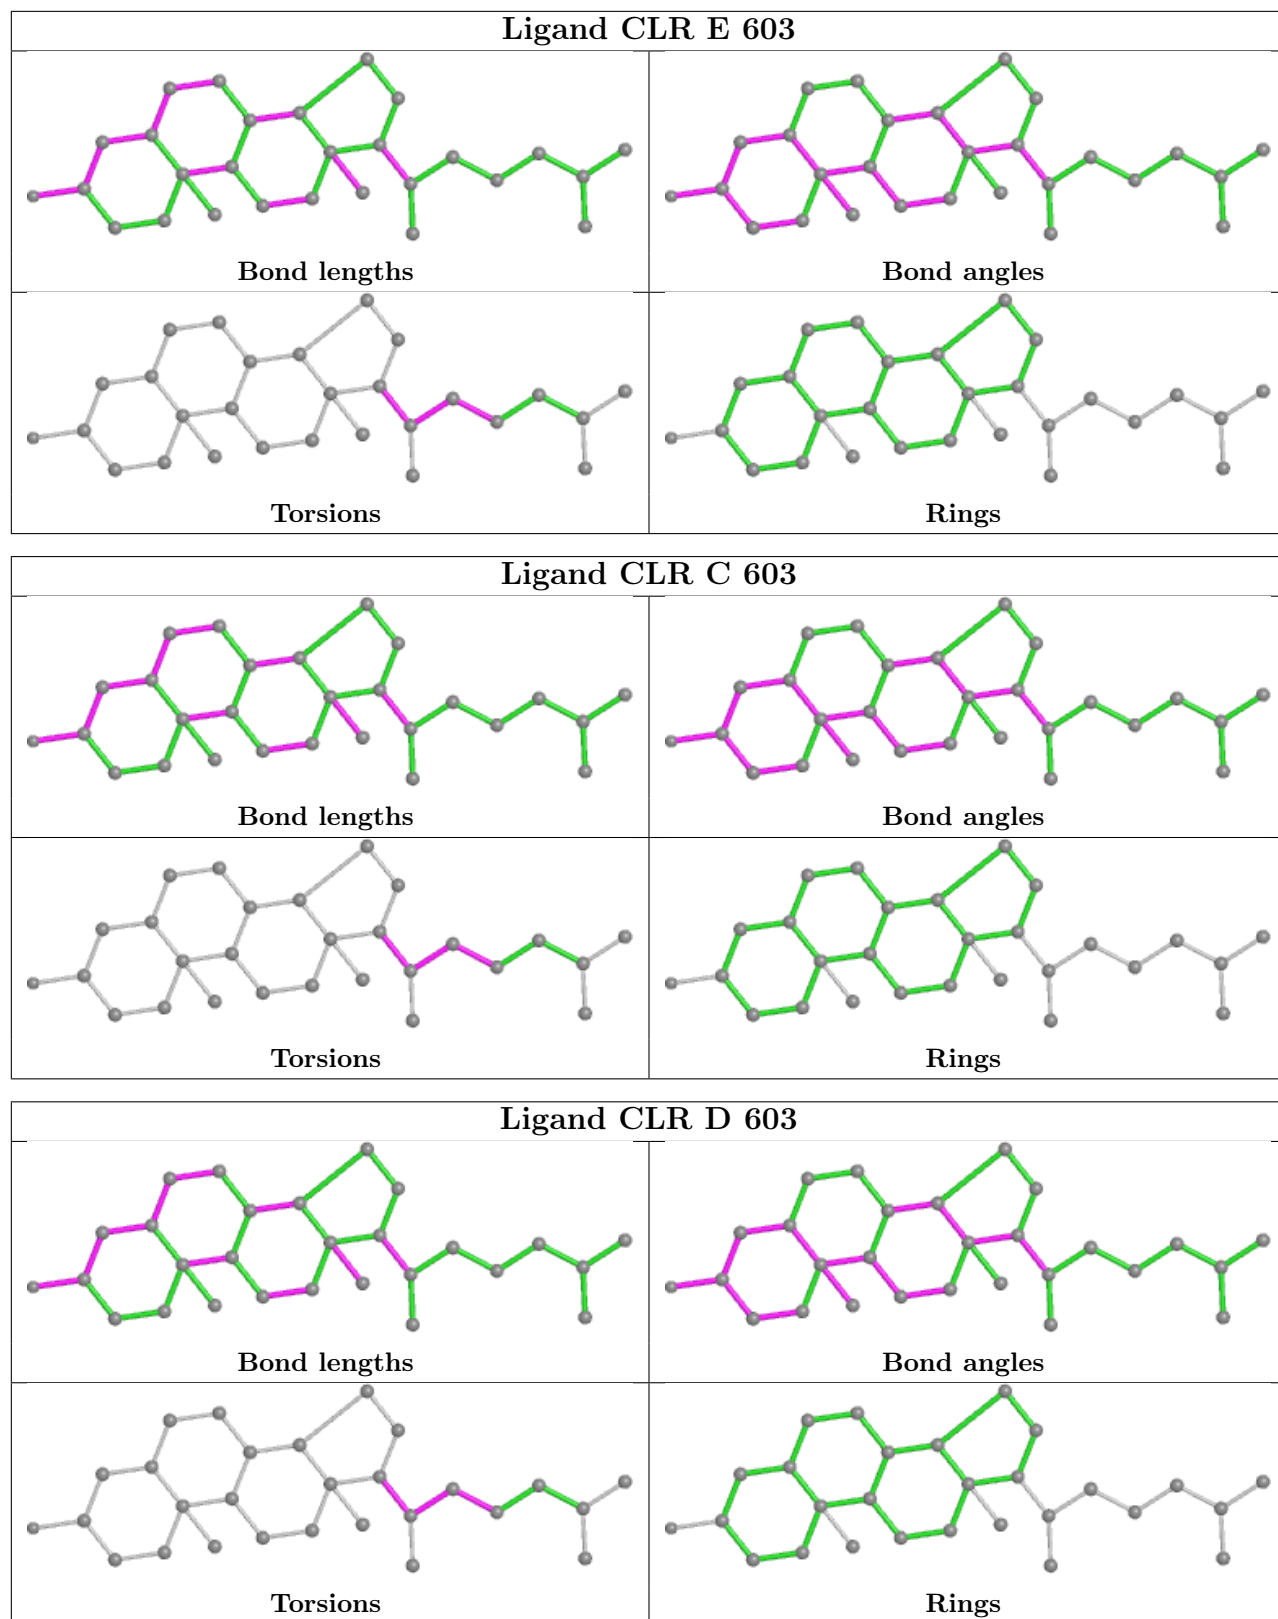 Ligand CLR E 603
Bond lengths
Bond angles
Torsions
Rings
Ligand CLR C 603
Bond lengths
Bond angles
Torsions
Rings
Ligand CLR D 603
Bond lengths
Bond angles
Torsions
Rings